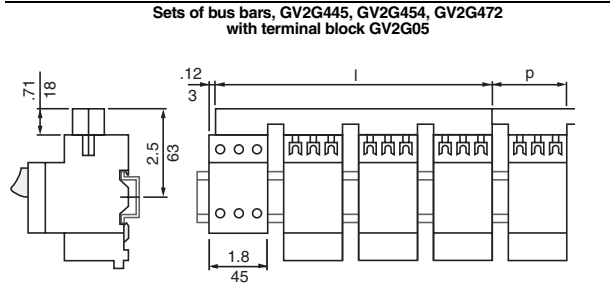 Sets of bus bars, GV2G445, GV2G454, GV2G472
with terminal block GV2G05
.12
3
l
p
.71
18
2.5
63
1.8
45